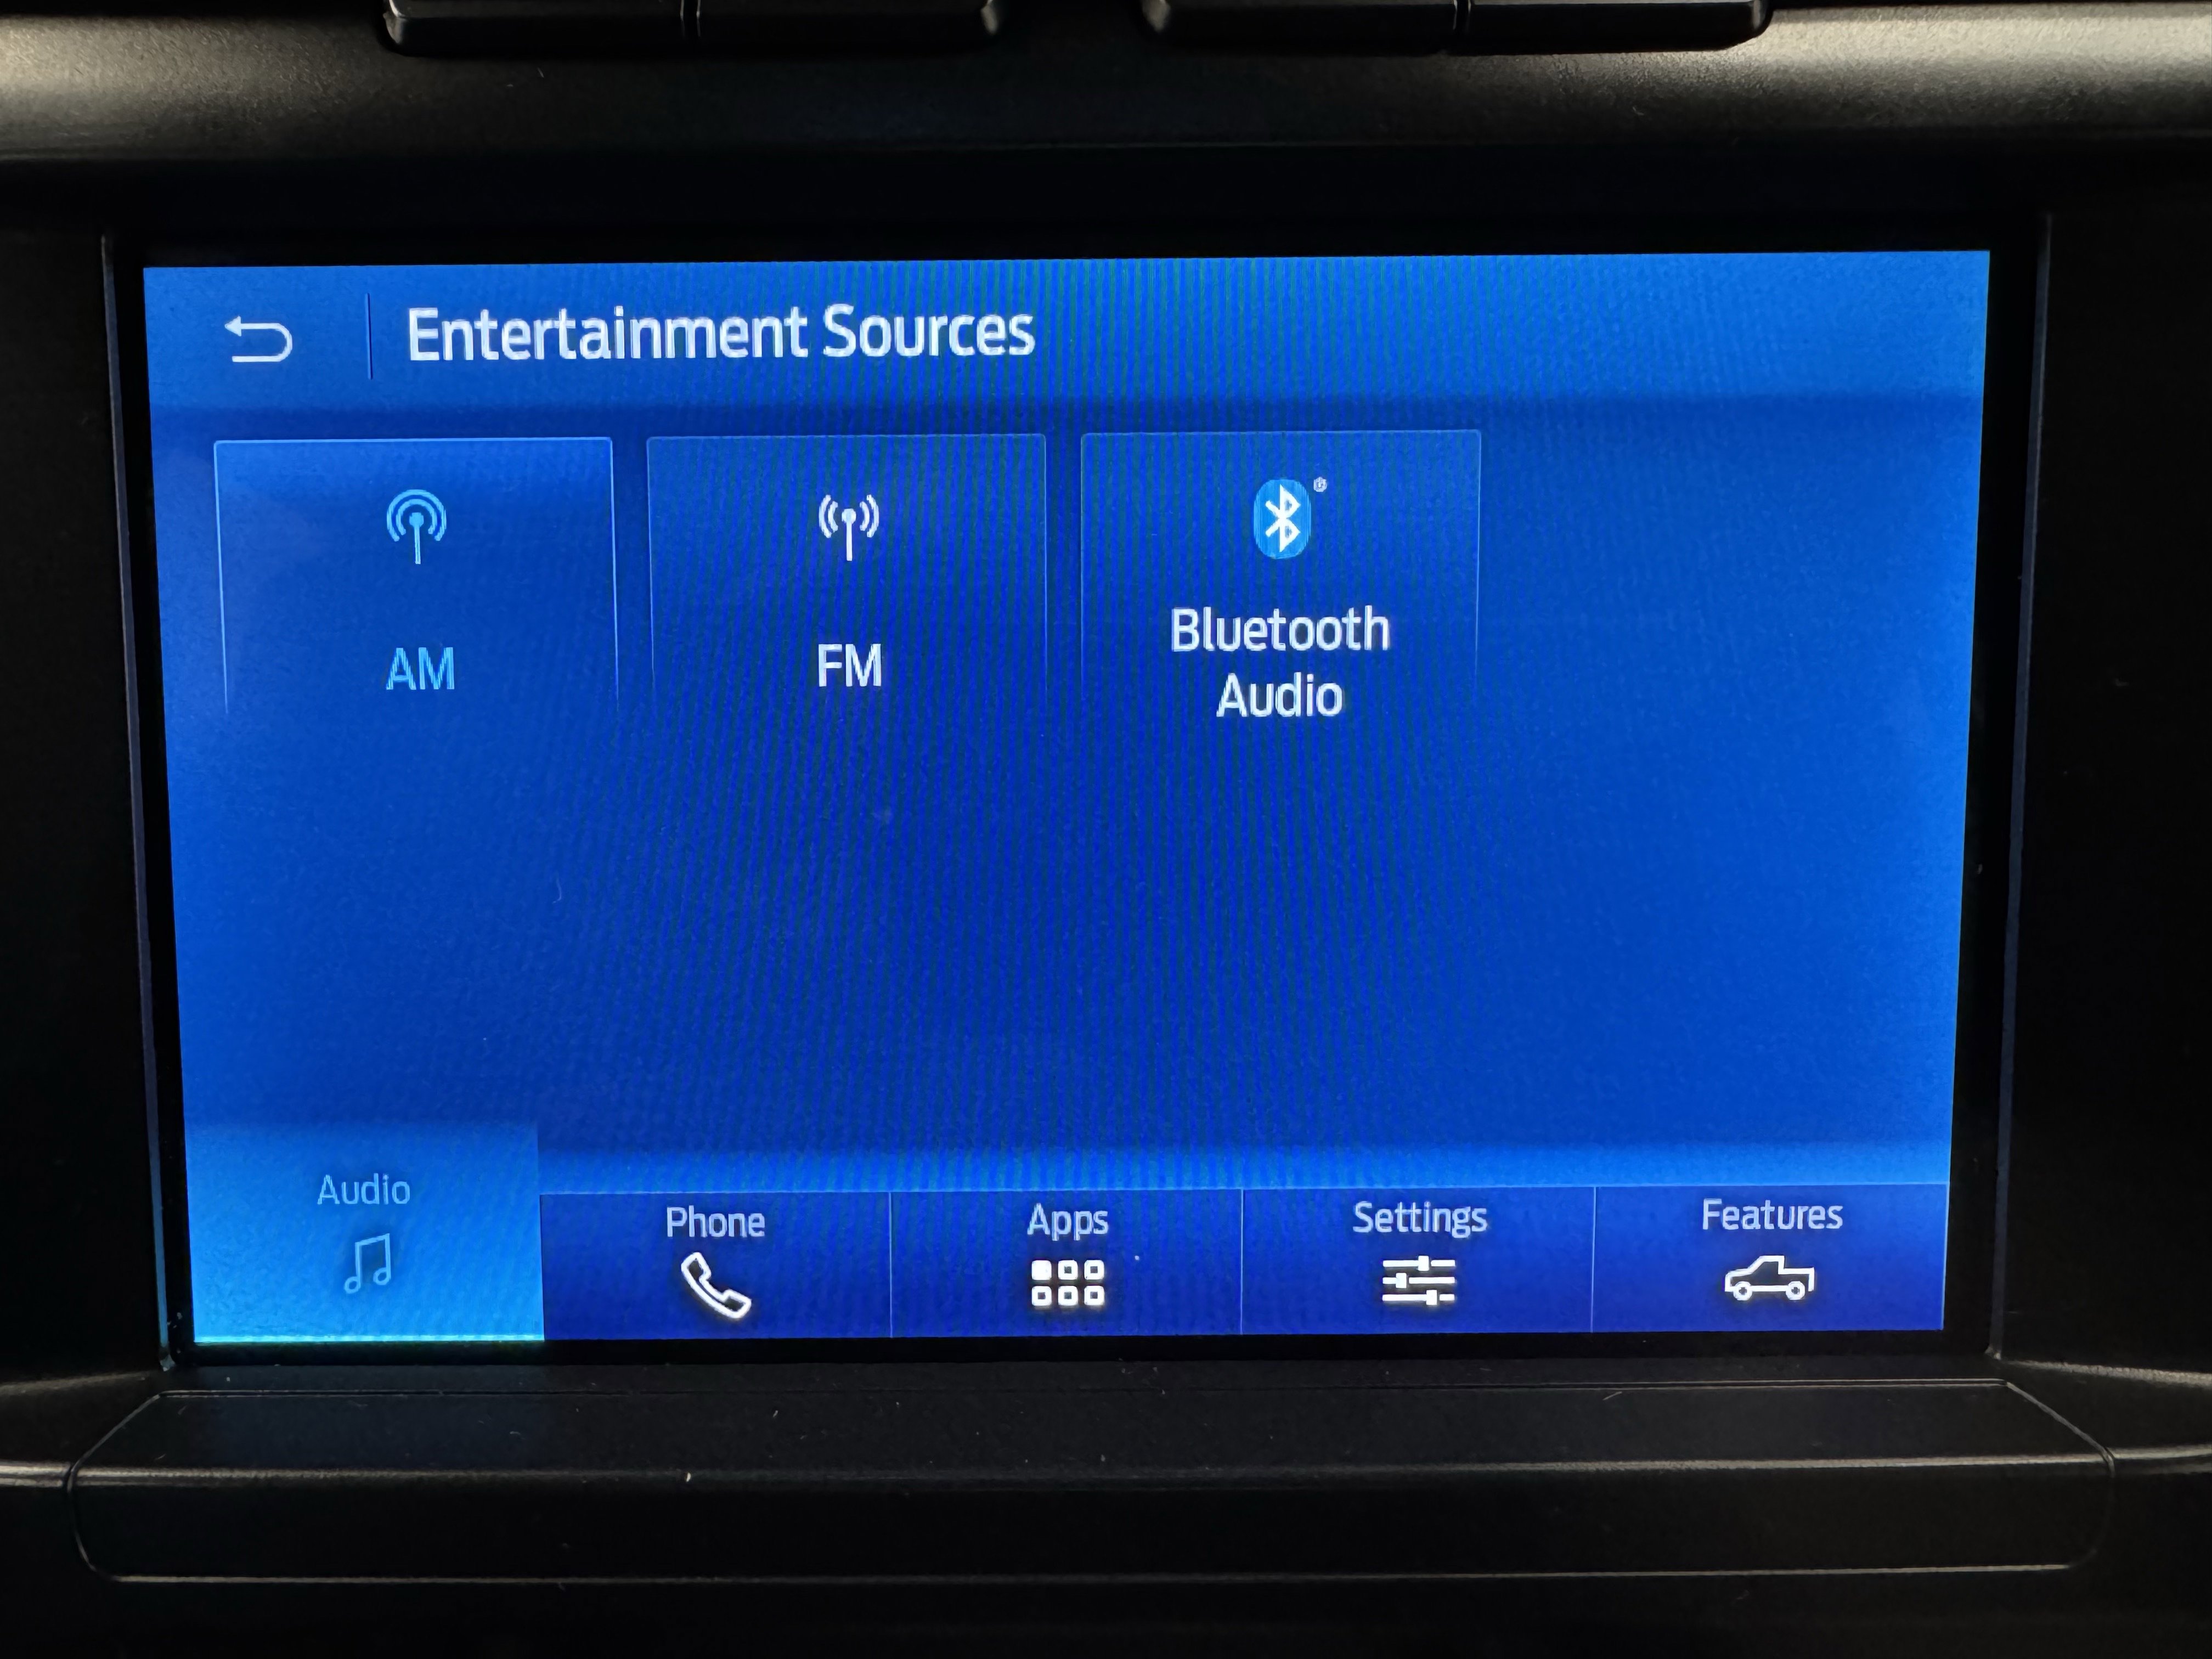 Entertainment Sources
AM
FM
Bluetooth
Audio
Audio
Phone
Apps
Settings
Features